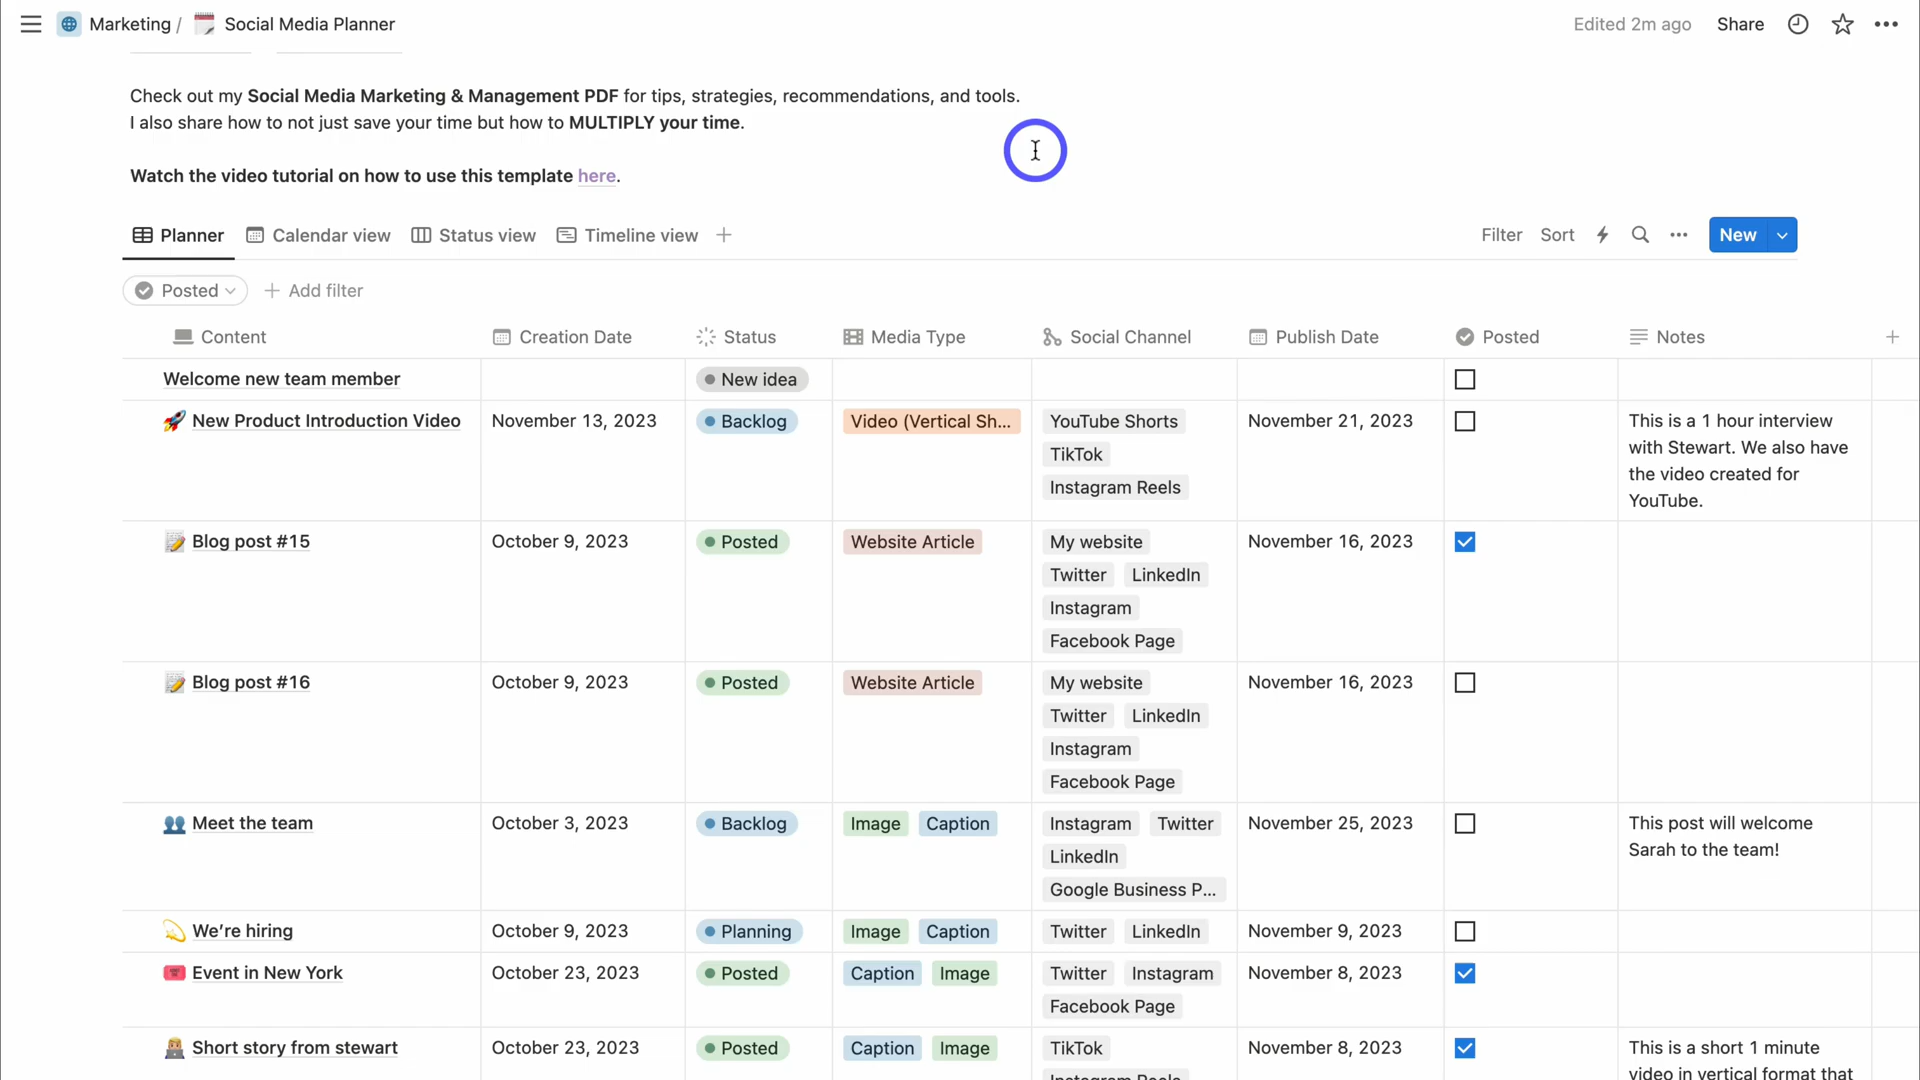 Marketing / Social Media Planner
Edited 2m ago Share
Check out my Social Media Marketing & Management PDF for tips, strategies, recommendations, and tools.
I also share how to not just save your time but how to MULTIPLY your time.
Watch the video tutorial on how to use this template here.
Planner Calendar view Status view Timeline view
Filter Sort New
Posted Add filter
Content Creation Date Status Media Type Social Channel Publish Date Posted Notes
Welcome new team member New idea
New Product Introduction Video November 13, 2023 Backlog Video (Vertical Sh... YouTube Shorts November 21, 2023 This is a 1 hour interview
TikTok with Stewart. We also have
Instagram Reels the video created for
YouTube.
Blog post #15 October 9, 2023 Posted Website Article My website November 16, 2023
Twitter LinkedIn
Instagram
Facebook Page
Blog post #16 October 9, 2023 Posted Website Article My website November 16, 2023
Twitter LinkedIn
Instagram
Facebook Page
Meet the team October 3, 2023 Backlog Image Caption Instagram Twitter November 25, 2023 This post will welcome
LinkedIn Sarah to the team!
Google Business P...
We're hiring October 9, 2023 Planning Image Caption Twitter LinkedIn November 9, 2023
Event in New York October 23, 2023 Posted Caption Image Twitter Instagram November 8, 2023
Facebook Page
Short story from stewart October 23, 2023 Posted Caption Image TikTok November 8, 2023 This is a short 1 minute
Instagram Reels video in vertical format that